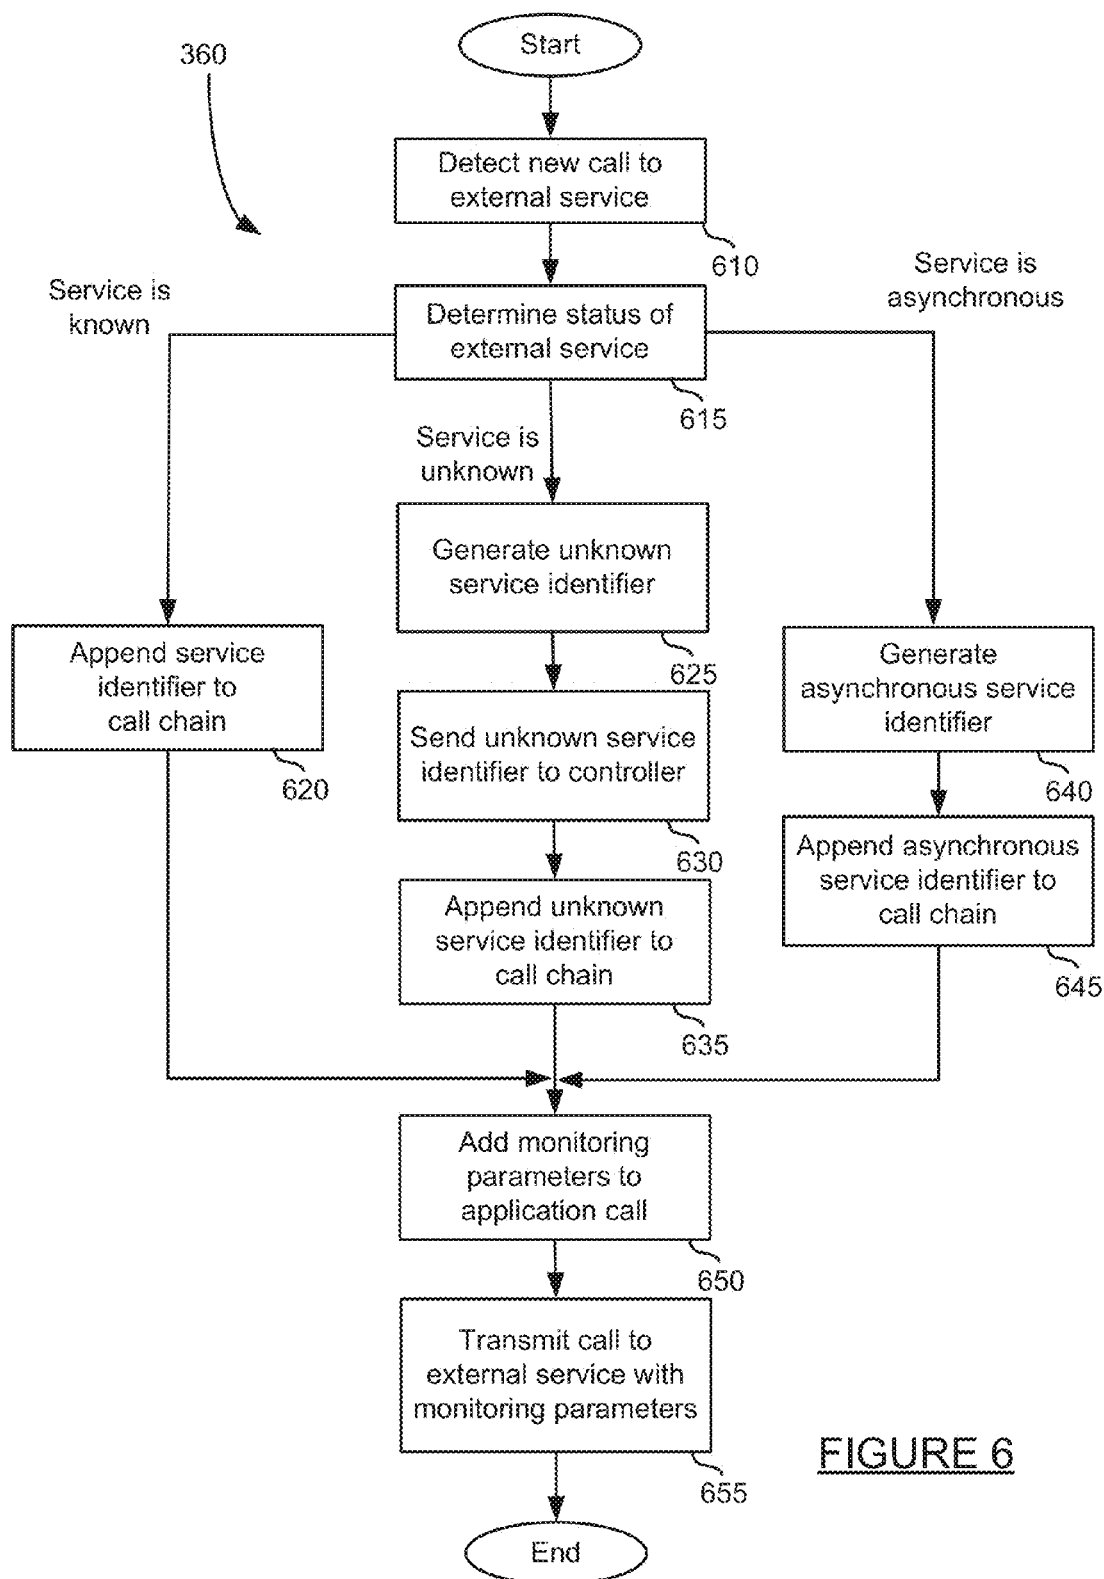 Start
360
Detect new call to
external service
610
Service is
known
Determine status of
external service
615
Service is
asynchronous
Service is
unknown
Generate unknown
service identifier
625
Append service
identifier to
call chain
620
Generate
asynchronous service
identifier
640
Send unknown service
identifier to controller
630
Append asynchronous
service identifier to
call chain
645
Append unknown
service identifier to
call chain
635
Add monitoring
parameters to
application call
650
Transmit call to
external service with
monitoring parameters
655
FIGURE 6
End